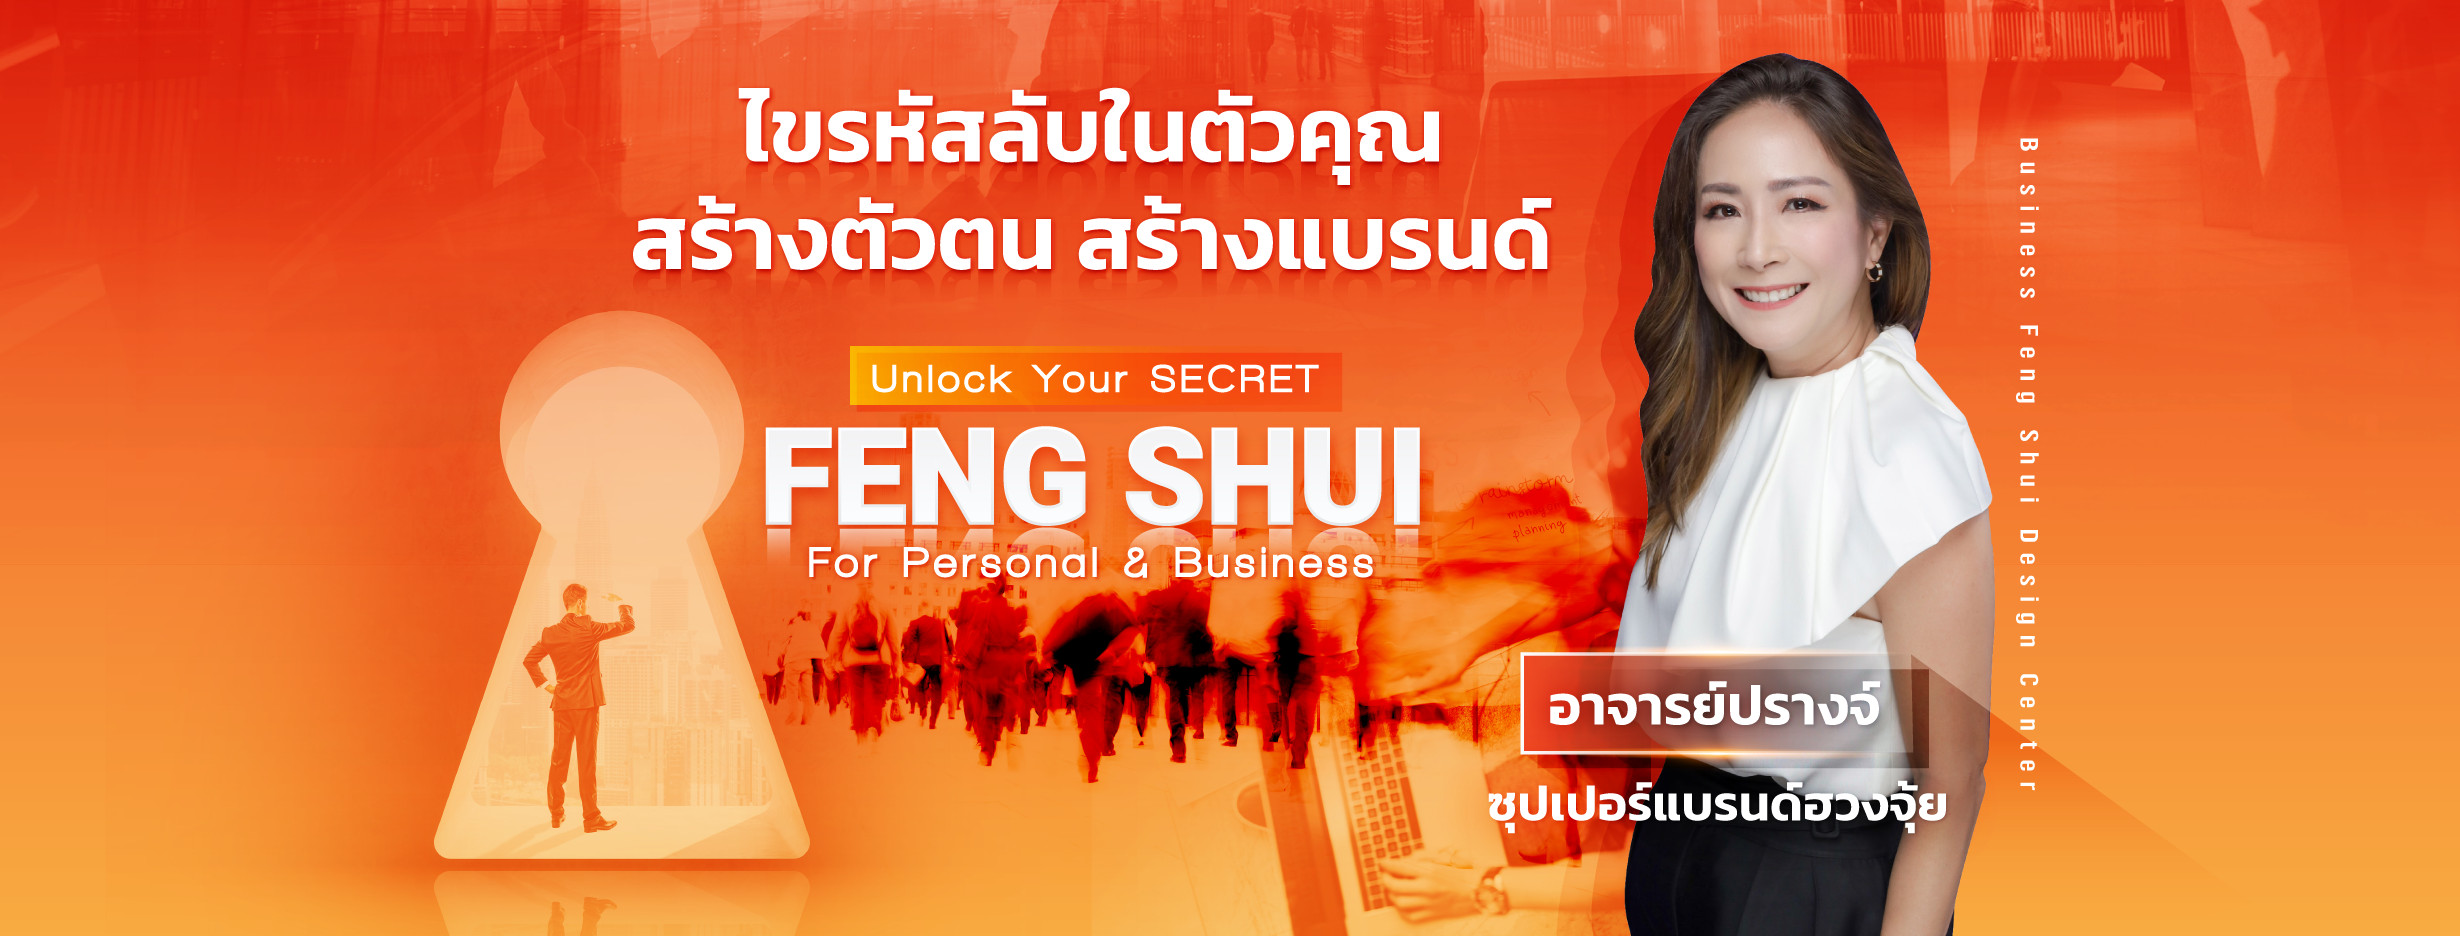 ไขรหัสลับในตัวคุณ
สร้างตัวตน สร้างแบรนด์
Unlock Your SECRET
FENG SHUI
For Personal & Business
rainstorm
planning
อาจารย์ปรางจ์
ซุปเปอร์แบรนด์ฮวงจุ้ย
Business Feng Shui Design Center